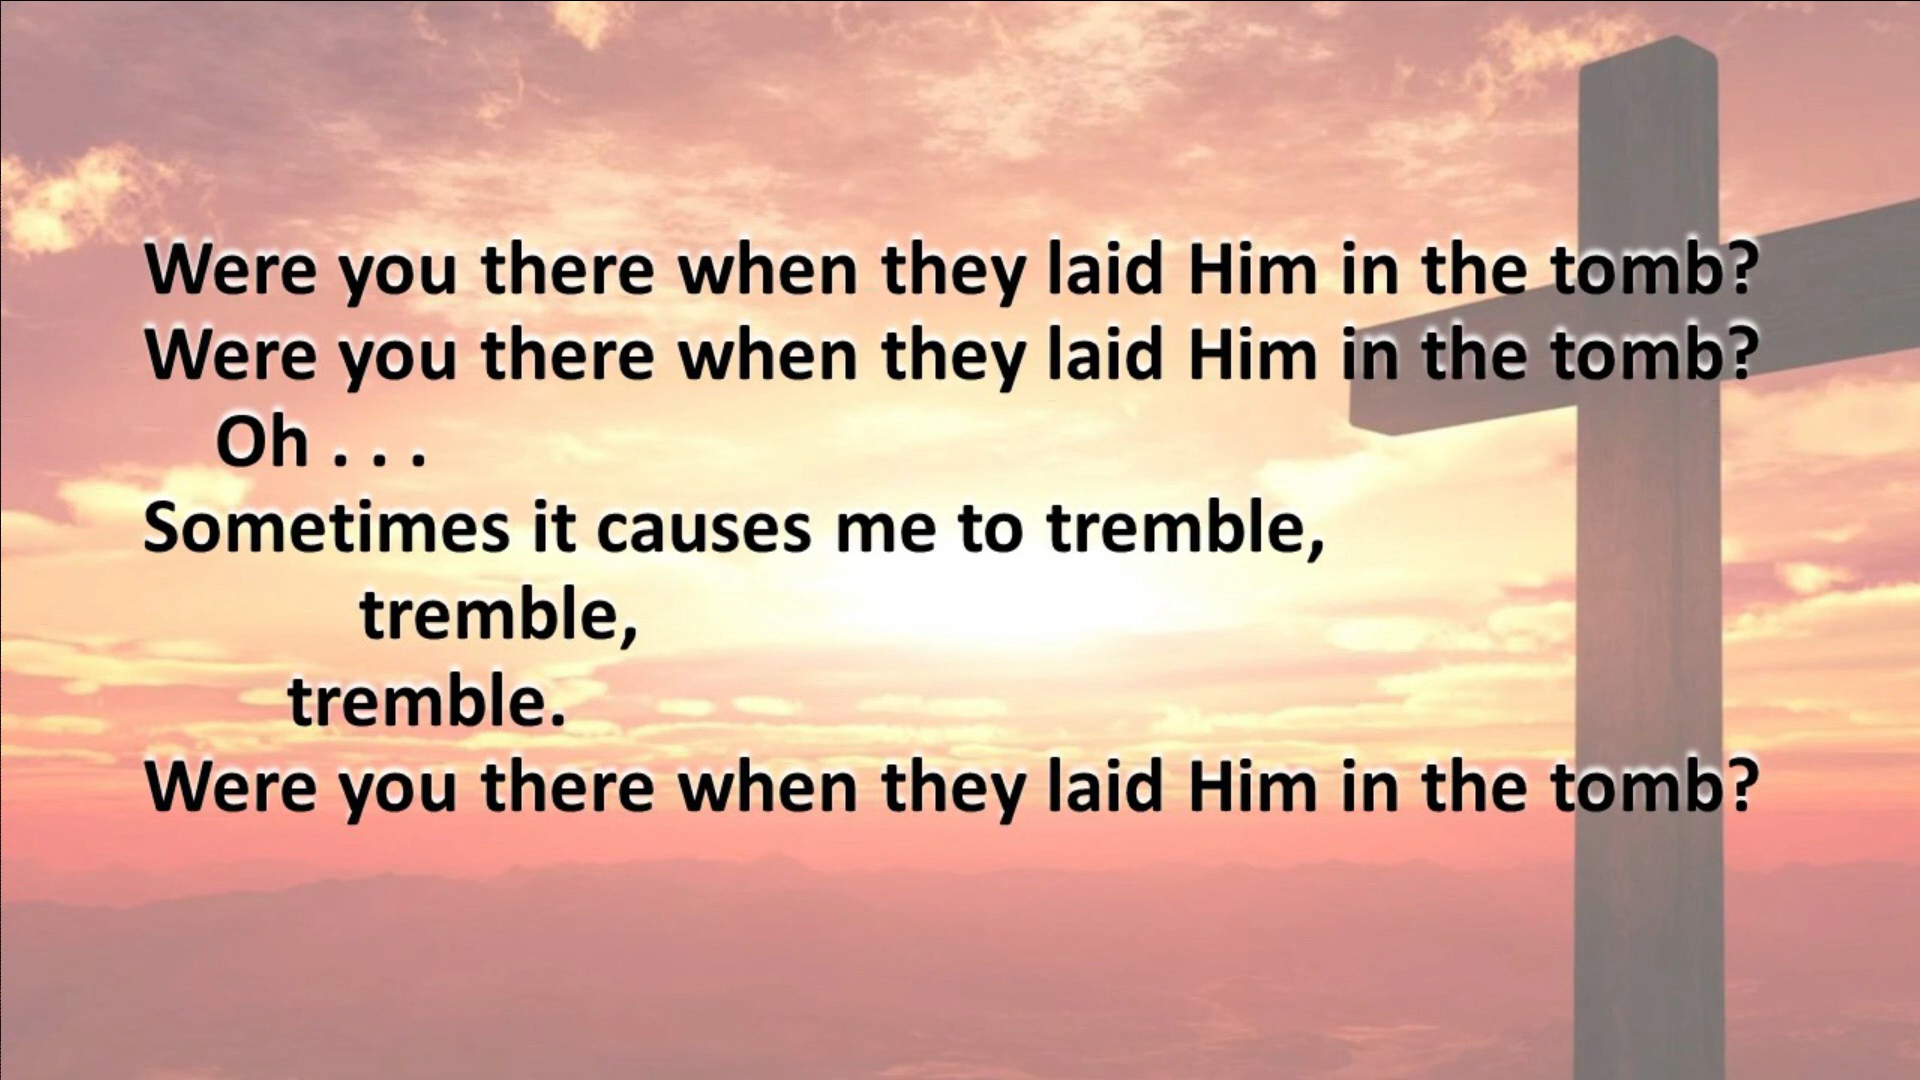 Were you there when they laid Him in the tomb?
Were you there when they laid Him in the tomb?
Oh . . .
Sometimes it causes me to tremble,
tremble,
tremble.
Were you there when they laid Him in the tomb?